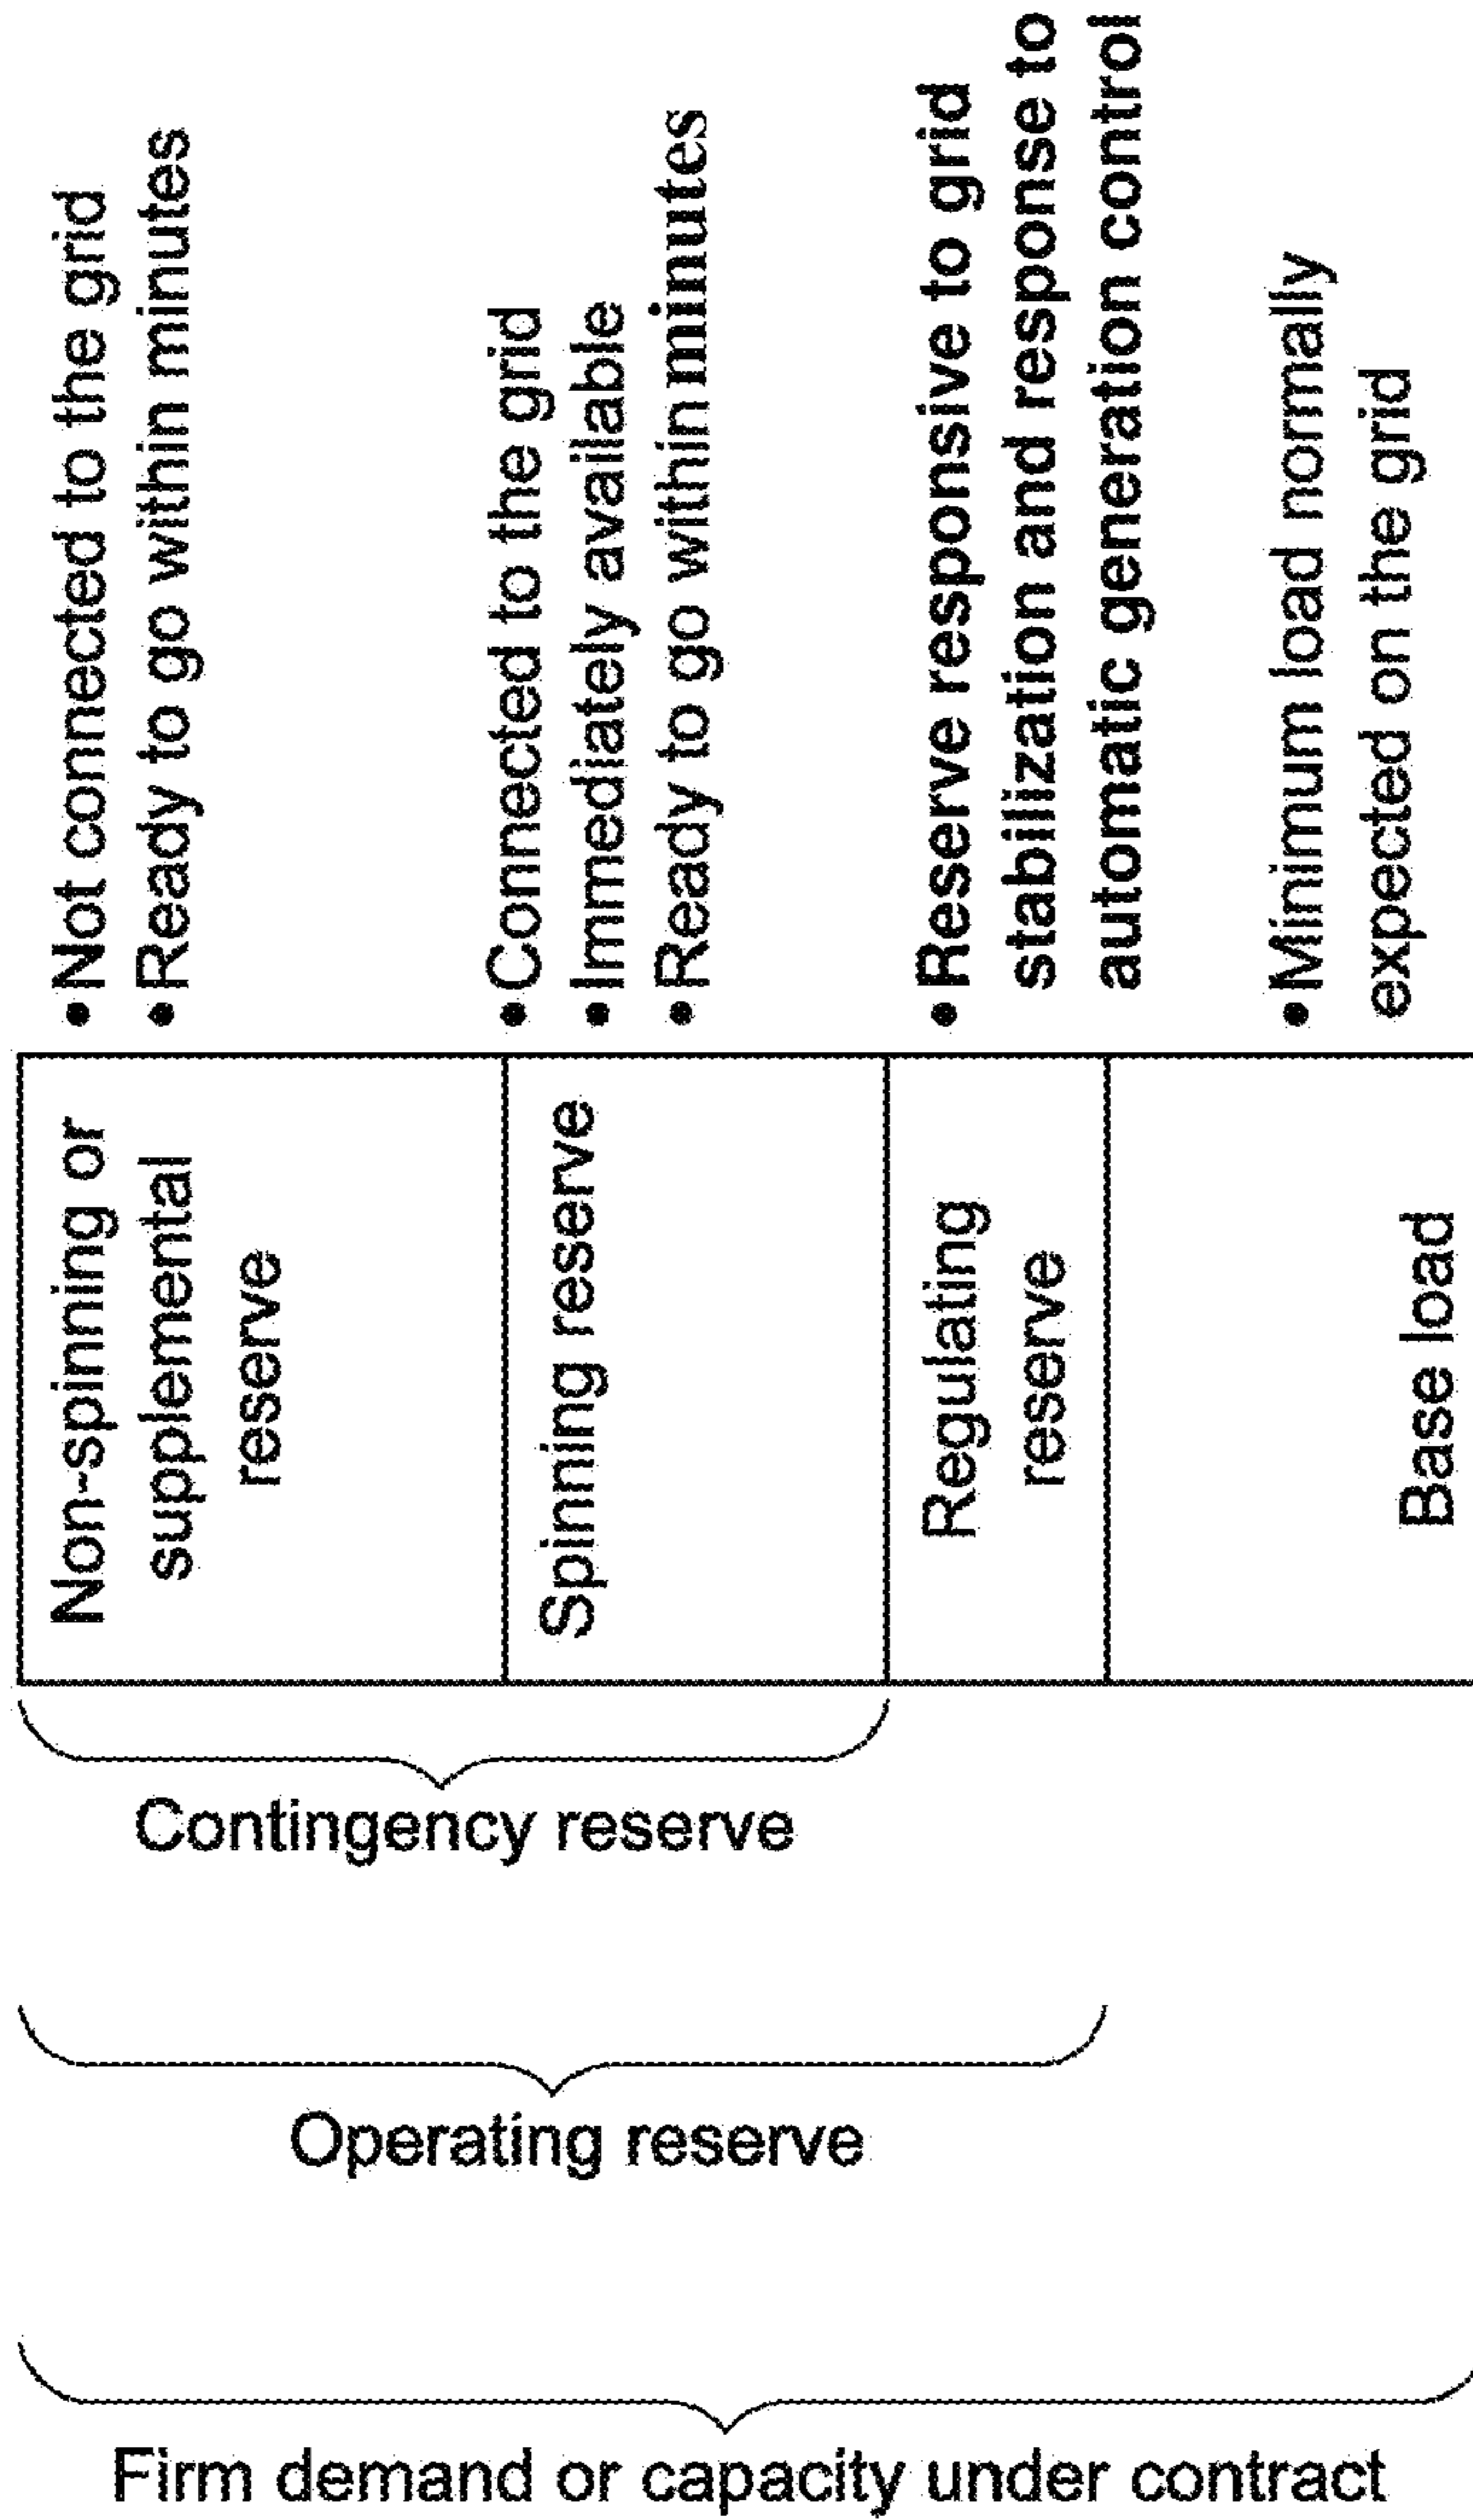 Firm demand or capacity under contract
Operating reserve
Contingency reserve
Non-spinning or
supplemental
reserve
•Not connected to the grid
•Ready to go within minutes
Spinning reserve
•Connected to the grid
•Immediately available
•Ready to go within minutes
Regulating
reserve
•Reserve responsive to grid
stabilization and response to
automatic generation control
Base load
•Minimum load normally
expected on the grid